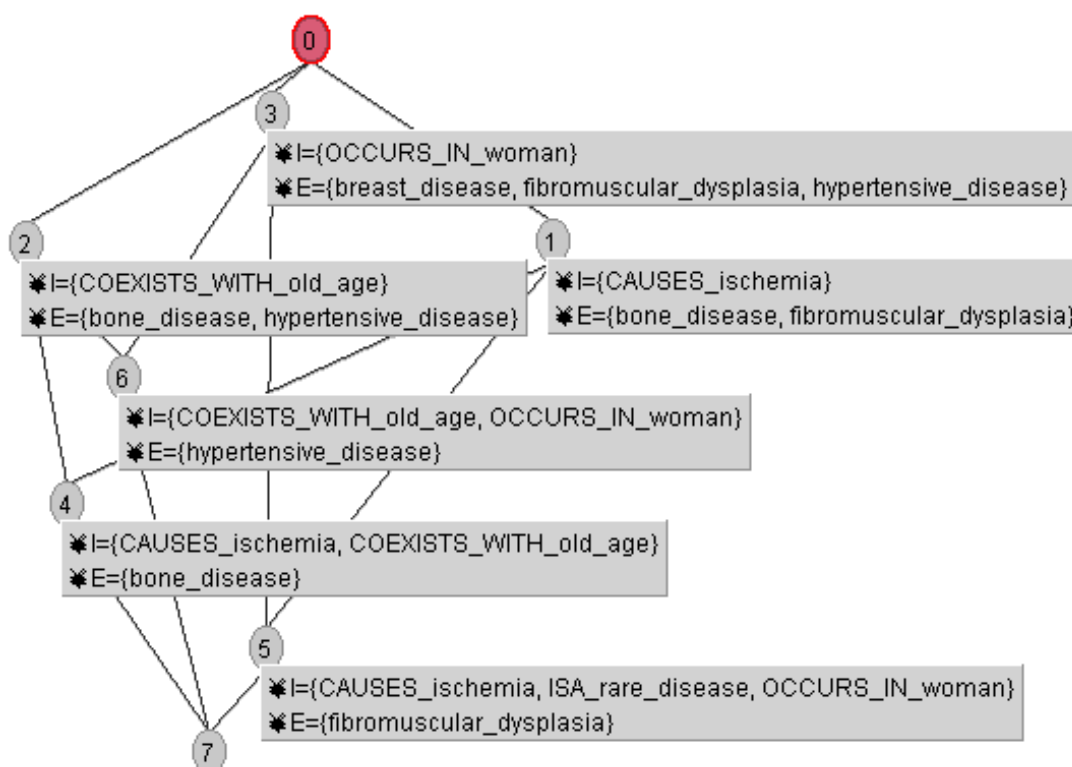 0
3
I={OCCURS_IN_woman}
E={breast_disease, fibromuscular_dysplasia, hypertensive_disease}
2
1
I={COEXISTS_WITH_old_age}
E={bone_disease, hypertensive_disease}
I={CAUSES_ischemia}
E={bone_disease, fibromuscular_dysplasia}
6
I={COEXISTS_WITH_old_age, OCCURS_IN_woman}
E={hypertensive_disease}
4
I={CAUSES_ischemia, COEXISTS_WITH_old_age}
E={bone_disease}
5
I={CAUSES_ischemia, ISA_rare_disease, OCCURS_IN_woman}
E={fibromuscular_dysplasia}
7